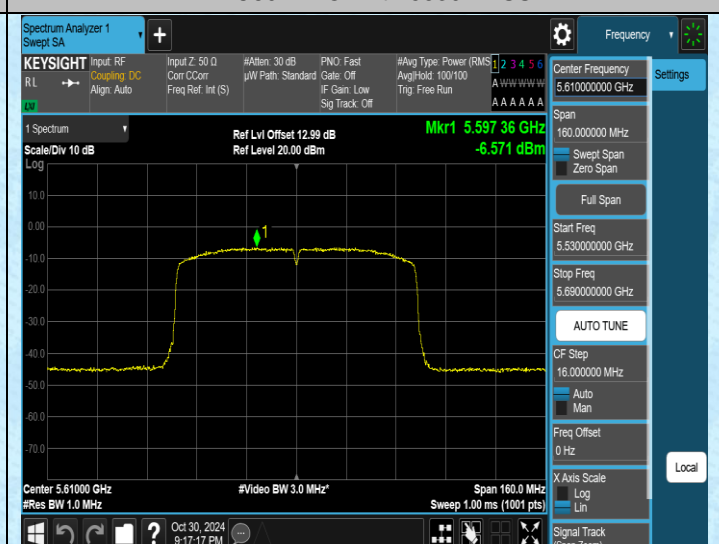 Spectrum Analyzer 1
Swept SA
Frequency
KEYSIGHT
RL
LXI
Input: RF
Coupling: DC
Align: Auto
Input Z: 50 Ω
Corr CCorr
Freq Ref: Int (S)
#Atten: 30 dB
µW Path: Standard
PNO: Fast
Gate: Off
IF Gain: Low
Sig Track: Off
#Avg Type: Power (RMS
Avg|Hold: 100/100
Trig: Free Run
1 2 3 4 5 6
A W W W W W
A A A A A A
1 Spectrum
Scale/Div 10 dB
Log
Ref Lvl Offset 12.99 dB
Ref Level 20.00 dBm
Mkr1 5.597 36 GHz
-6.571 dBm
10.0
0.00
-10.0
-20.0
-30.0
-40.0
-50.0
-60.0
-70.0
1
Center 5.61000 GHz
#Res BW 1.0 MHz
#Video BW 3.0 MHz*
Span 160.0 MHz
Sweep 1.00 ms (1001 pts)
Oct 30, 2024
9:17:17 PM
?
Center Frequency
5.610000000 GHz
Settings
Span
160.000000 MHz
Swept Span
Zero Span
Full Span
Start Freq
5.530000000 GHz
Stop Freq
5.690000000 GHz
AUTO TUNE
CF Step
16.000000 MHz
Auto
Man
Freq Offset
0 Hz
X Axis Scale
Log
Lin
Local
Signal Track